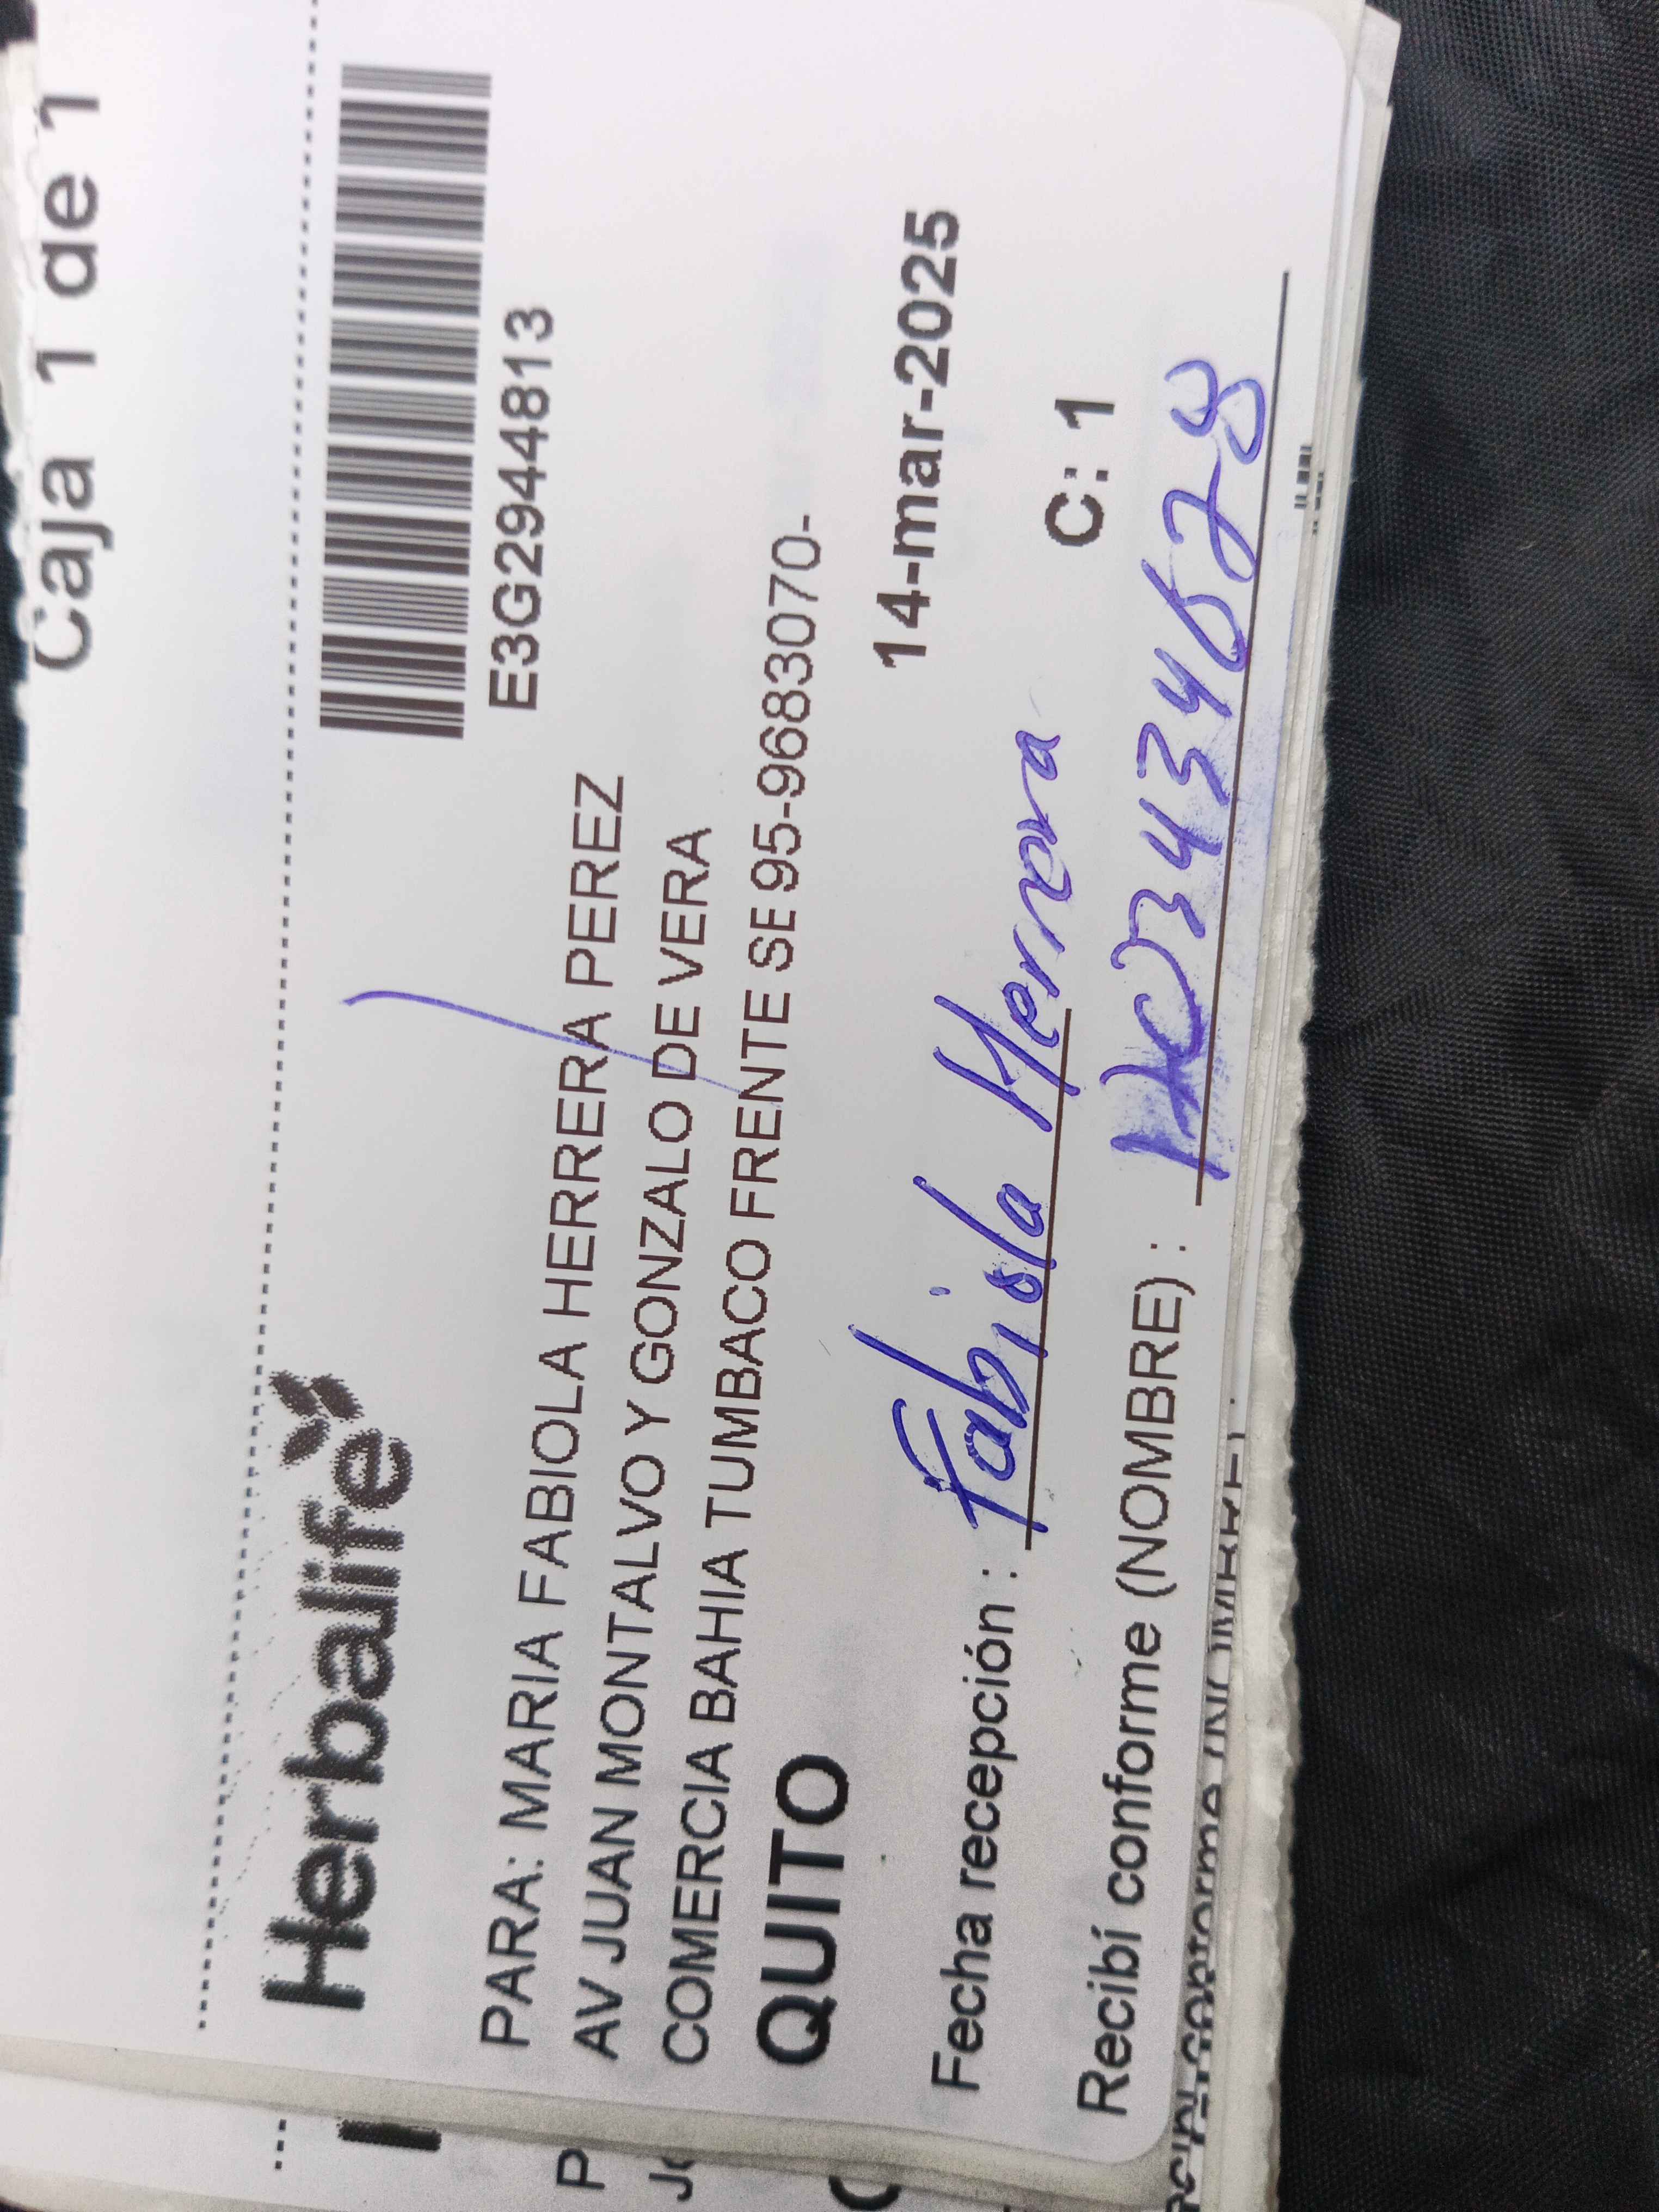 Caja 1 de 1
Herbalife
E3G2944813
PARA: MARIA FABIOLA HERRERA PEREZ
AV JUAN MONTALVO Y GONZALO DE VERA
COMERCIA BAHIA TUMBACO FRENTE SE 95-9683070-
QUITO
14-mar-2025
Fecha recepción : Fabiola Herrera
C: 1
Recibí conforme (NOMBRE) :